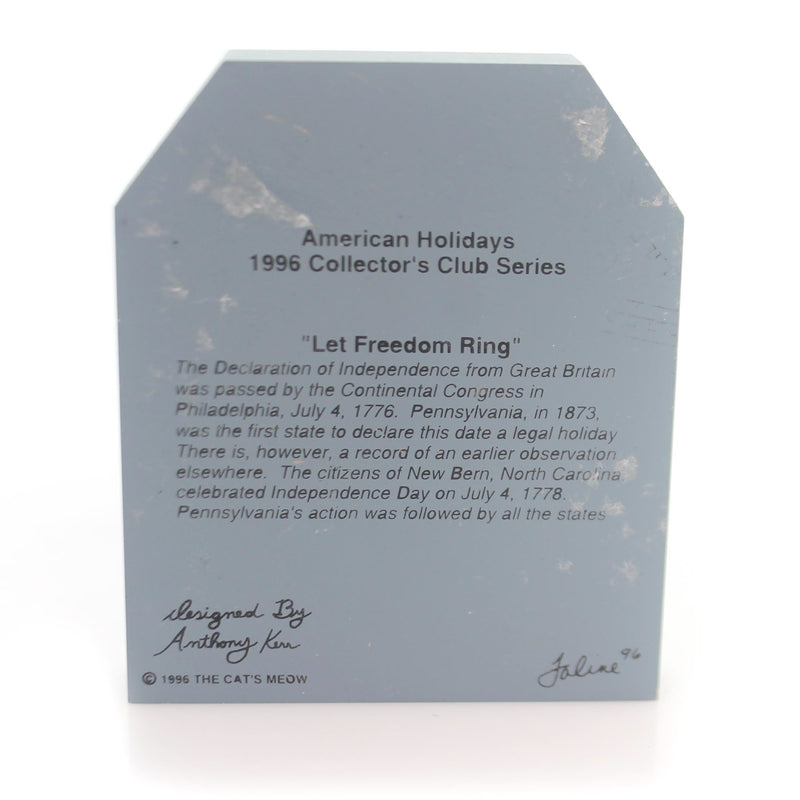 American Holidays
1996 Collector's Club Series
"Let Freedom Ring"
The Declaration of Independence from Great Britain
was passed by the Continental Congress in
Philadelphia, July 4, 1776. Pennsylvania, in 1873,
was the first state to declare this date a legal holiday
There is, however, a record of an earlier observation
elsewhere. The citizens of New Bern, North Carolina
celebrated Independence Day on July 4, 1778.
Pennsylvania's action was followed by all the states
designed By
Anthony Kerr
© 1996 THE CAT'S MEOW
Faline 96